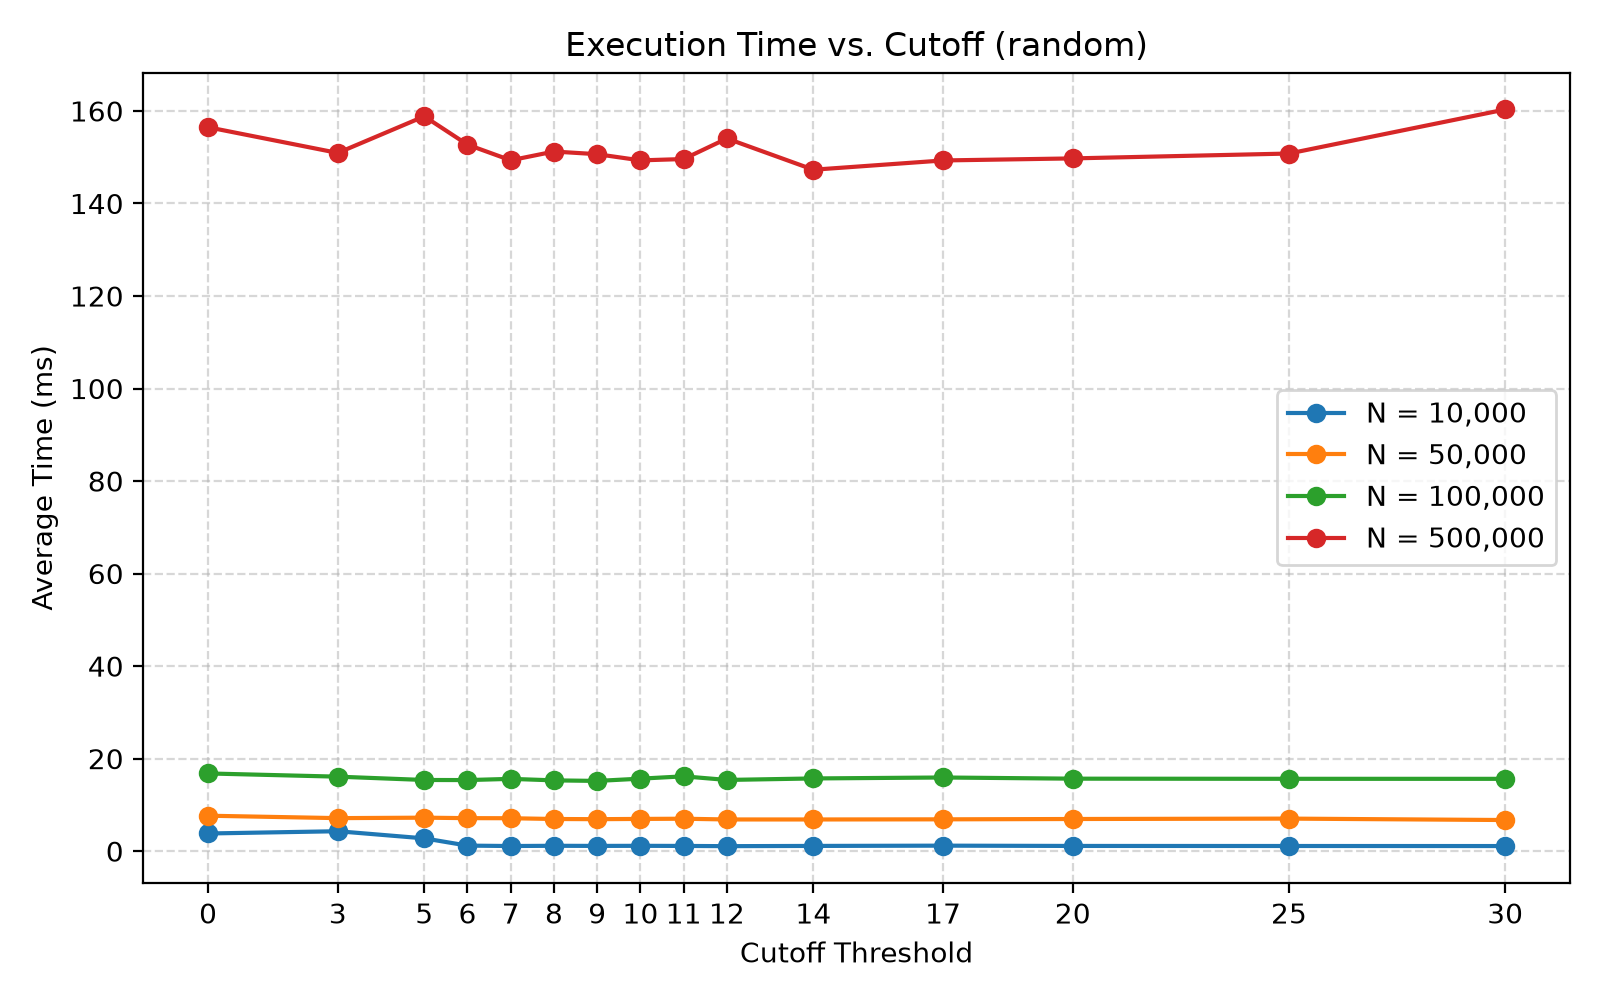 Execution Time vs. Cutoff (random)
Average Time (ms)
160
140
120
100
80
60
40
20
0
N = 10,000
N = 50,000
N = 100,000
N = 500,000
0 3 5 6 7 8 9 10 11 12 14 17 20 25 30
Cutoff Threshold